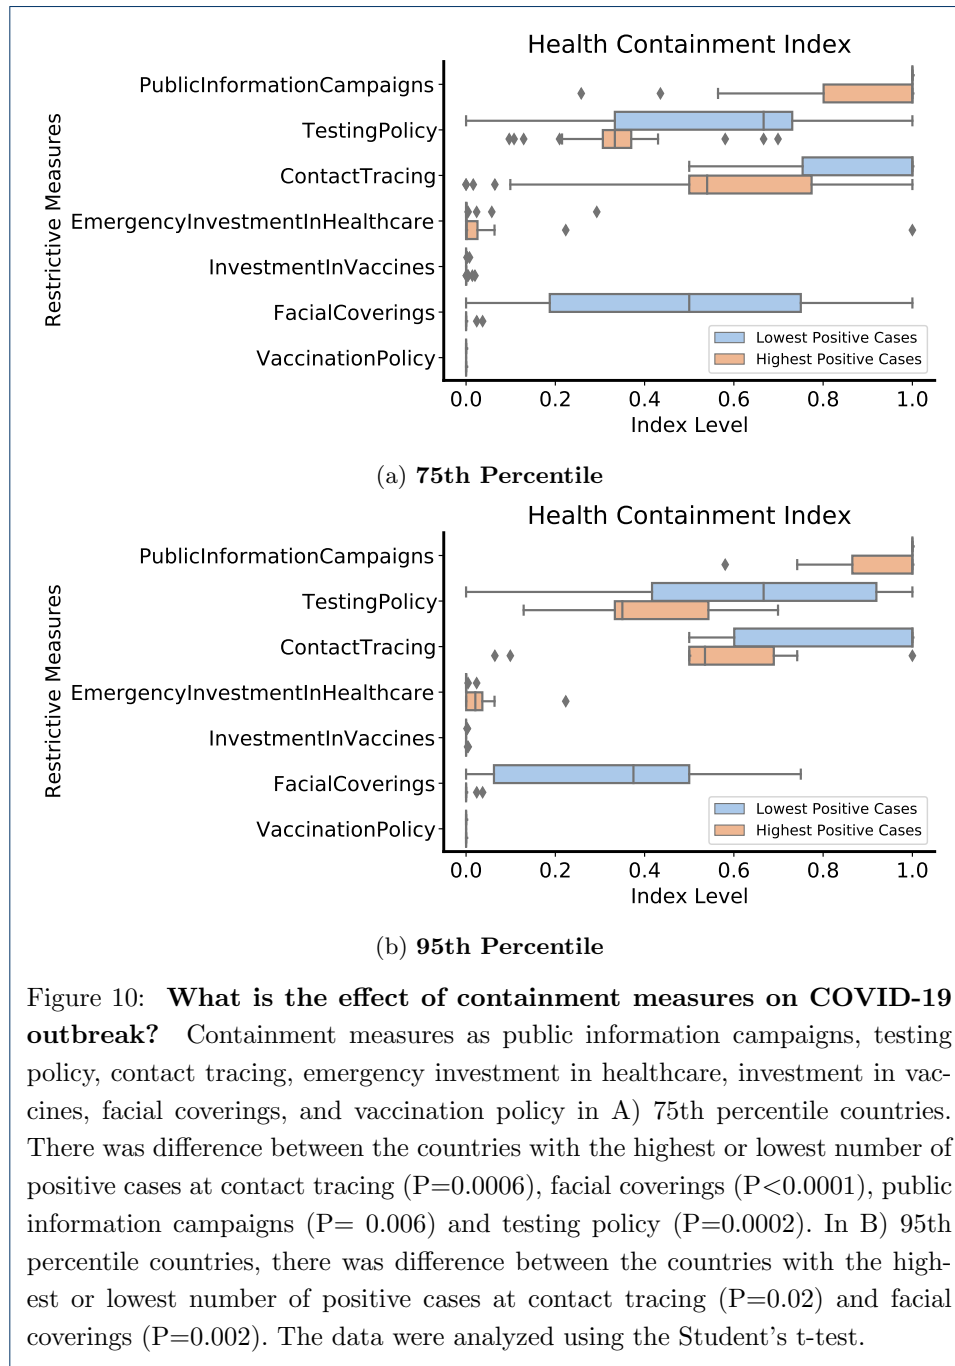 Health Containment Index
Restrictive Measures
PublicInformationCampaigns
TestingPolicy
ContactTracing
EmergencyInvestmentInHealthcare
InvestmentInVaccines
FacialCoverings
VaccinationPolicy
Lowest Positive Cases
Highest Positive Cases
0.0 0.2 0.4 0.6 0.8 1.0
Index Level
(a) 75th Percentile
Health Containment Index
Restrictive Measures
PublicInformationCampaigns
TestingPolicy
ContactTracing
EmergencyInvestmentInHealthcare
InvestmentInVaccines
FacialCoverings
VaccinationPolicy
Lowest Positive Cases
Highest Positive Cases
0.0 0.2 0.4 0.6 0.8 1.0
Index Level
(b) 95th Percentile
Figure 10: What is the effect of containment measures on COVID-19
outbreak? Containment measures as public information campaigns, testing
policy, contact tracing, emergency investment in healthcare, investment in vac-
cines, facial coverings, and vaccination policy in A) 75th percentile countries.
There was difference between the countries with the highest or lowest number of
positive cases at contact tracing (P=0.0006), facial coverings (P<0.0001), public
information campaigns (P= 0.006) and testing policy (P=0.0002). In B) 95th
percentile countries, there was difference between the countries with the high-
est or lowest number of positive cases at contact tracing (P=0.02) and facial
coverings (P=0.002). The data were analyzed using the Student's t-test.